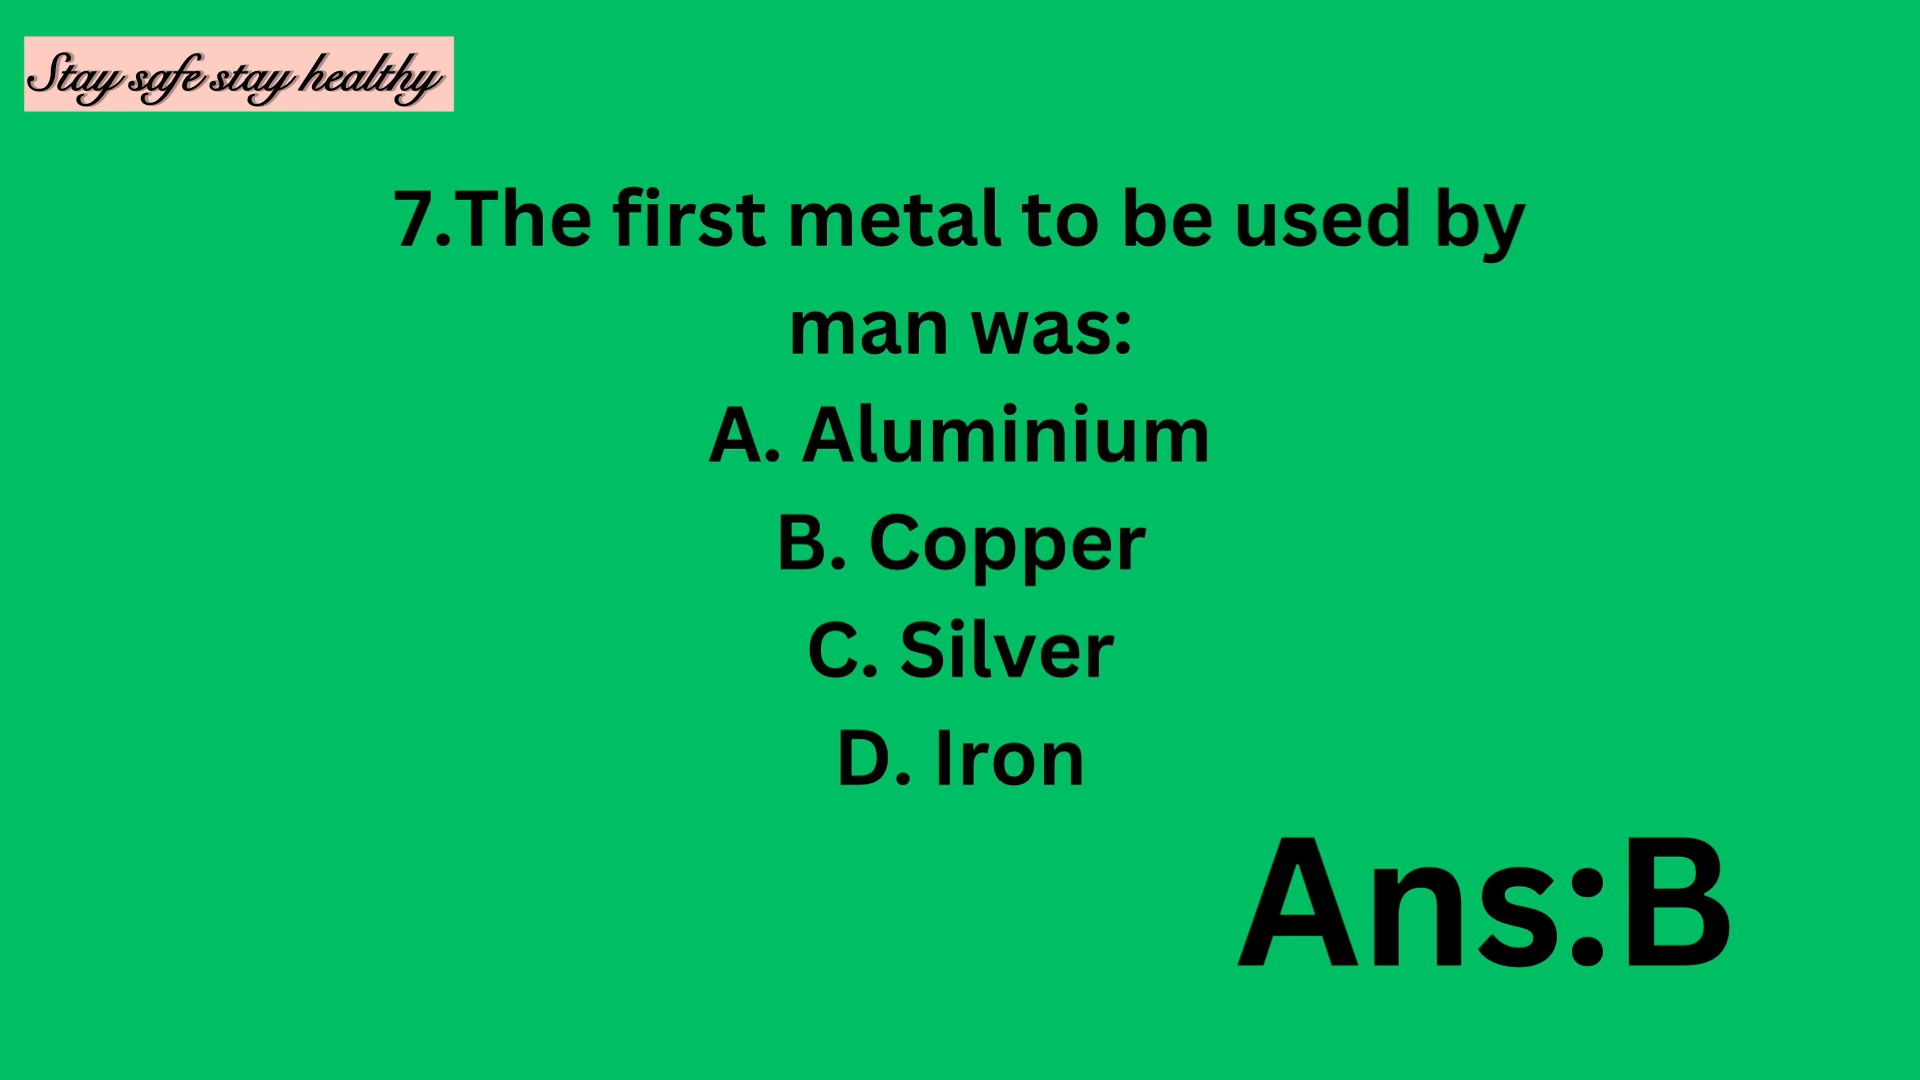 Stay safe stay healthy
7.The first metal to be used by
man was:
A. Aluminium
B. Copper
C. Silver
D. Iron
Ans:B